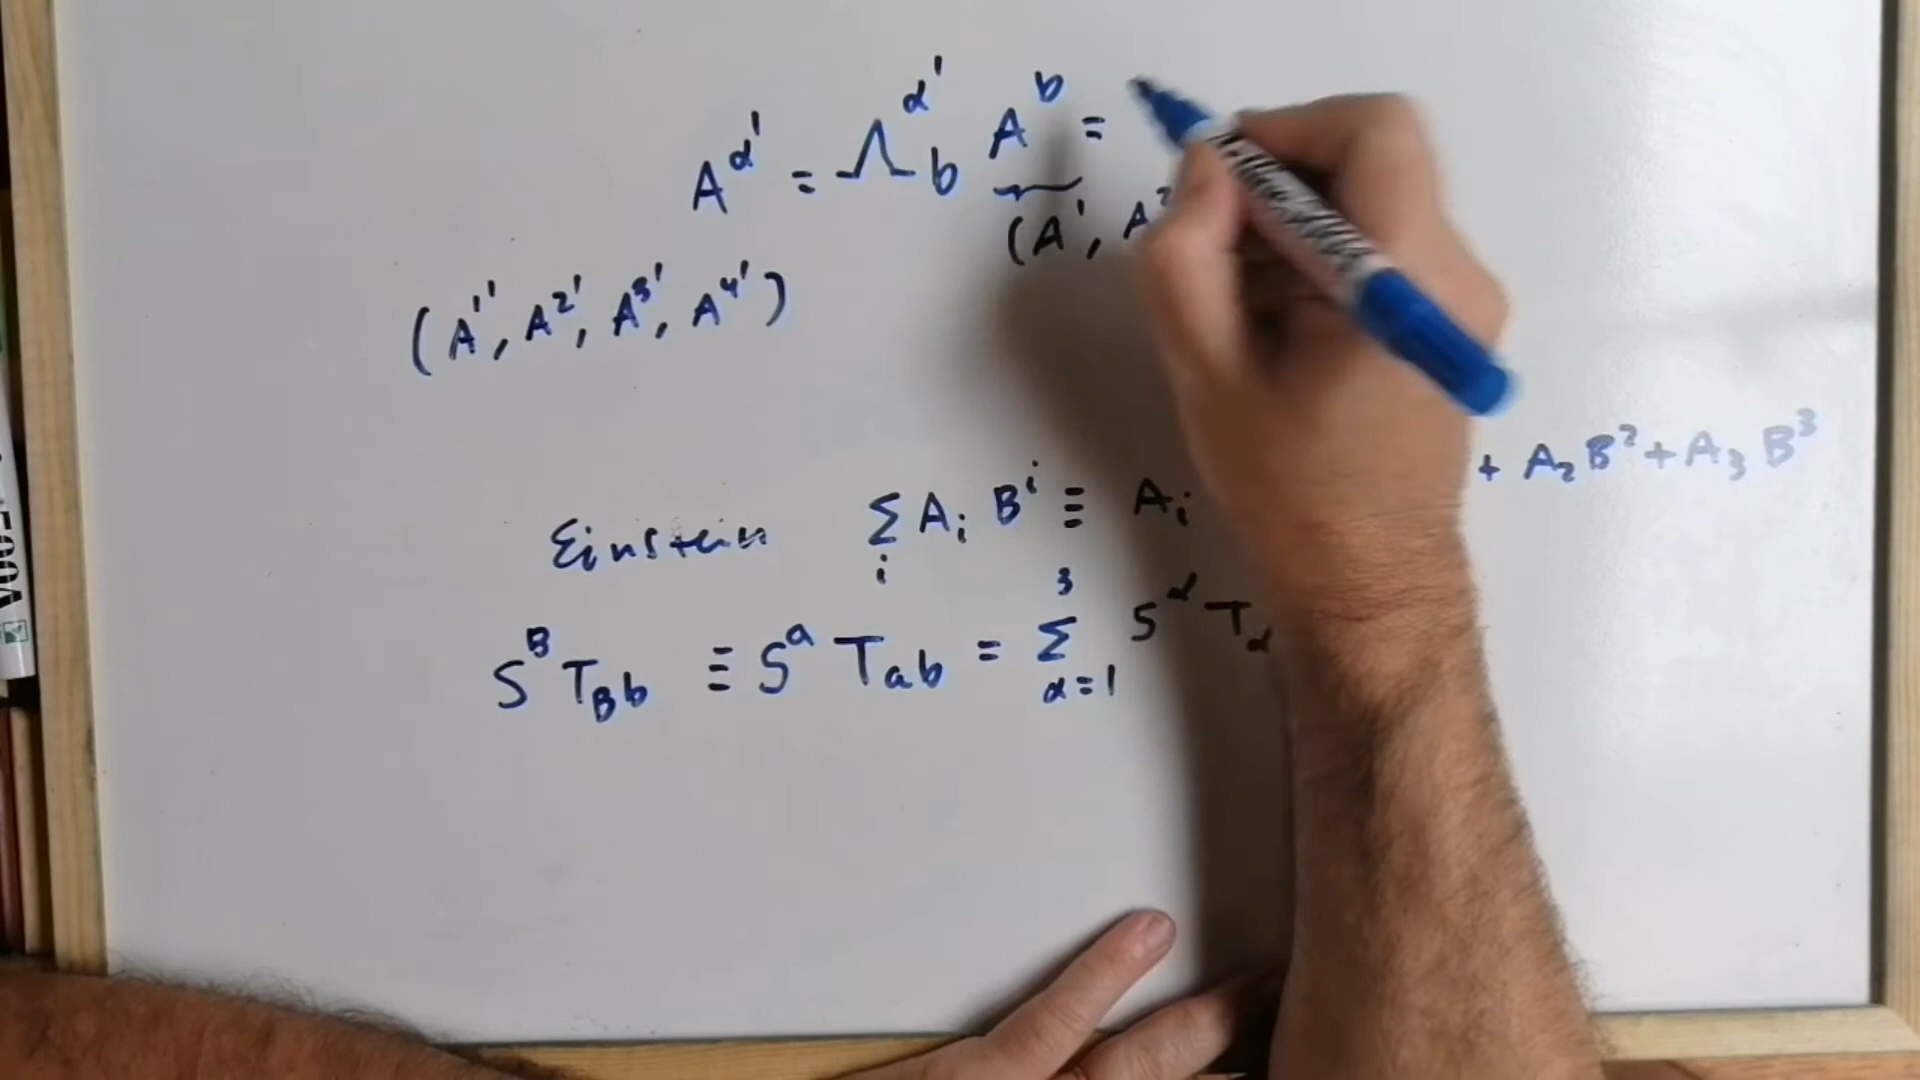 A^α' = Λ^α'_b A^b =
(A^1, A^2
(A^1', A^2', A^3', A^4')
+ A_2 B^2 + A_3 B^3
Einstein Σ_i A_i B^i ≡ A_i
S^B T_Bb ≡ S^a T_ab = Σ_α=1^3 S^α T_α